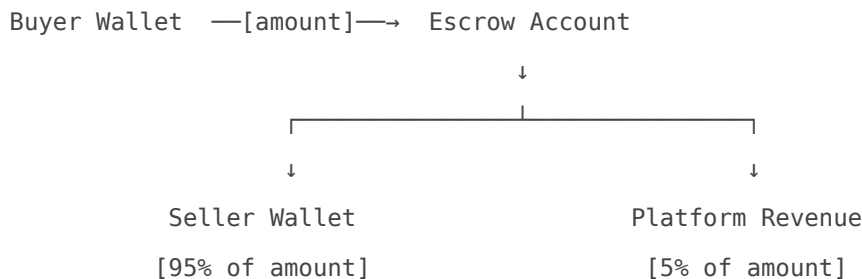 Buyer Wallet ──[amount]──→ Escrow Account
↓
┌───────────────┴───────────────┐
↓ ↓
Seller Wallet Platform Revenue
[95% of amount] [5% of amount]